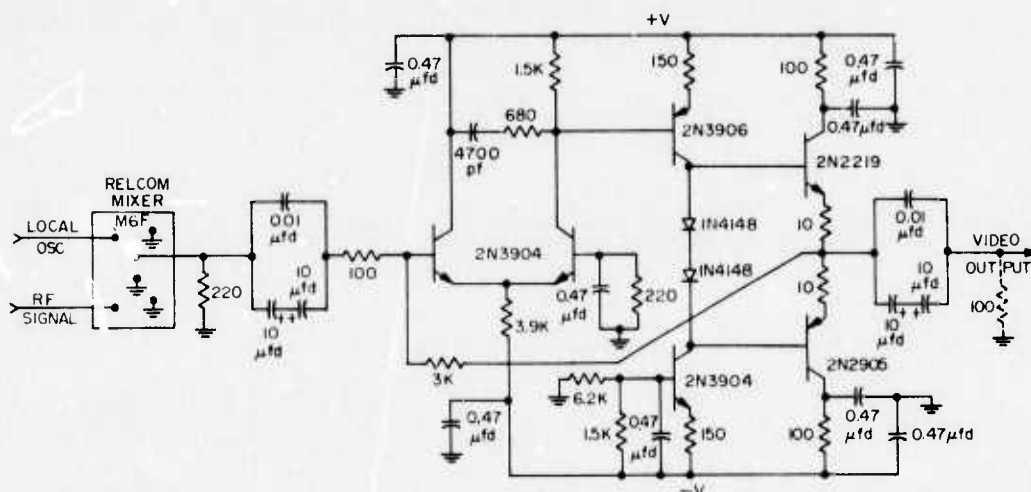 +V
0.47
μfd
1.5K
150
100
0.47
μfd
680
4700
pf
2N3906
0.47μfd
2N2219
RELCOM
MIXER
M6F
LOCAL
OSC
0.01
μfd
10
μfd
10
μfd
220
100
2N3904
3.9K
0.47
μfd
220
1N4148
1N4148
10
10
0.01
μfd
10
μfd
10
μfd
VIDEO
OUTPUT
100
RF
SIGNAL
3K
6.2K
2N3904
2N2905
0.47
μfd
1.5K
0.47
μfd
150
100
0.47
μfd
0.47μfd
-V